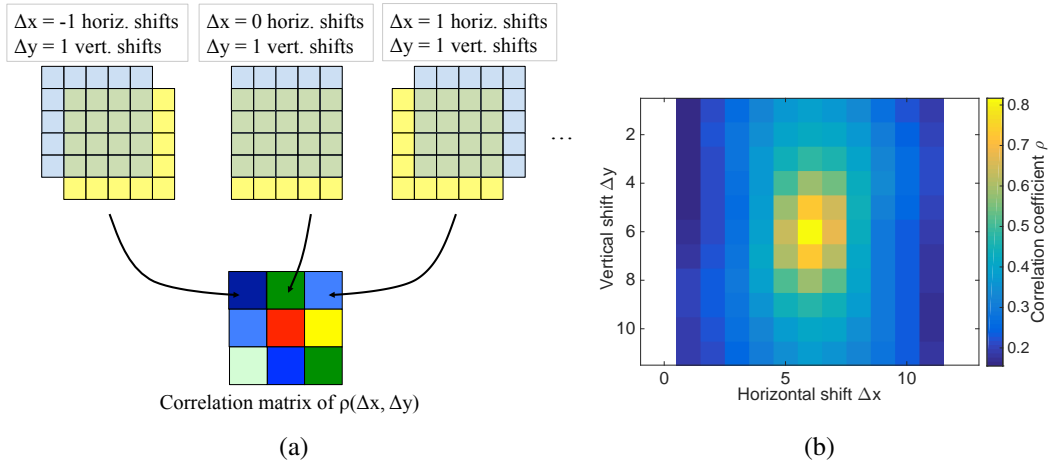 Δx = -1 horiz. shifts
Δy = 1 vert. shifts
Δx = 0 horiz. shifts
Δy = 1 vert. shifts
Δx = 1 horiz. shifts
Δy = 1 vert. shifts
...
Correlation matrix of ρ(Δx, Δy)
(a)
Vertical shift Δy
2
4
6
8
10
0
5
10
Horizontal shift Δx
0.8
0.7
0.6
0.5
0.4
0.3
0.2
Correlation coefficient ρ
(b)